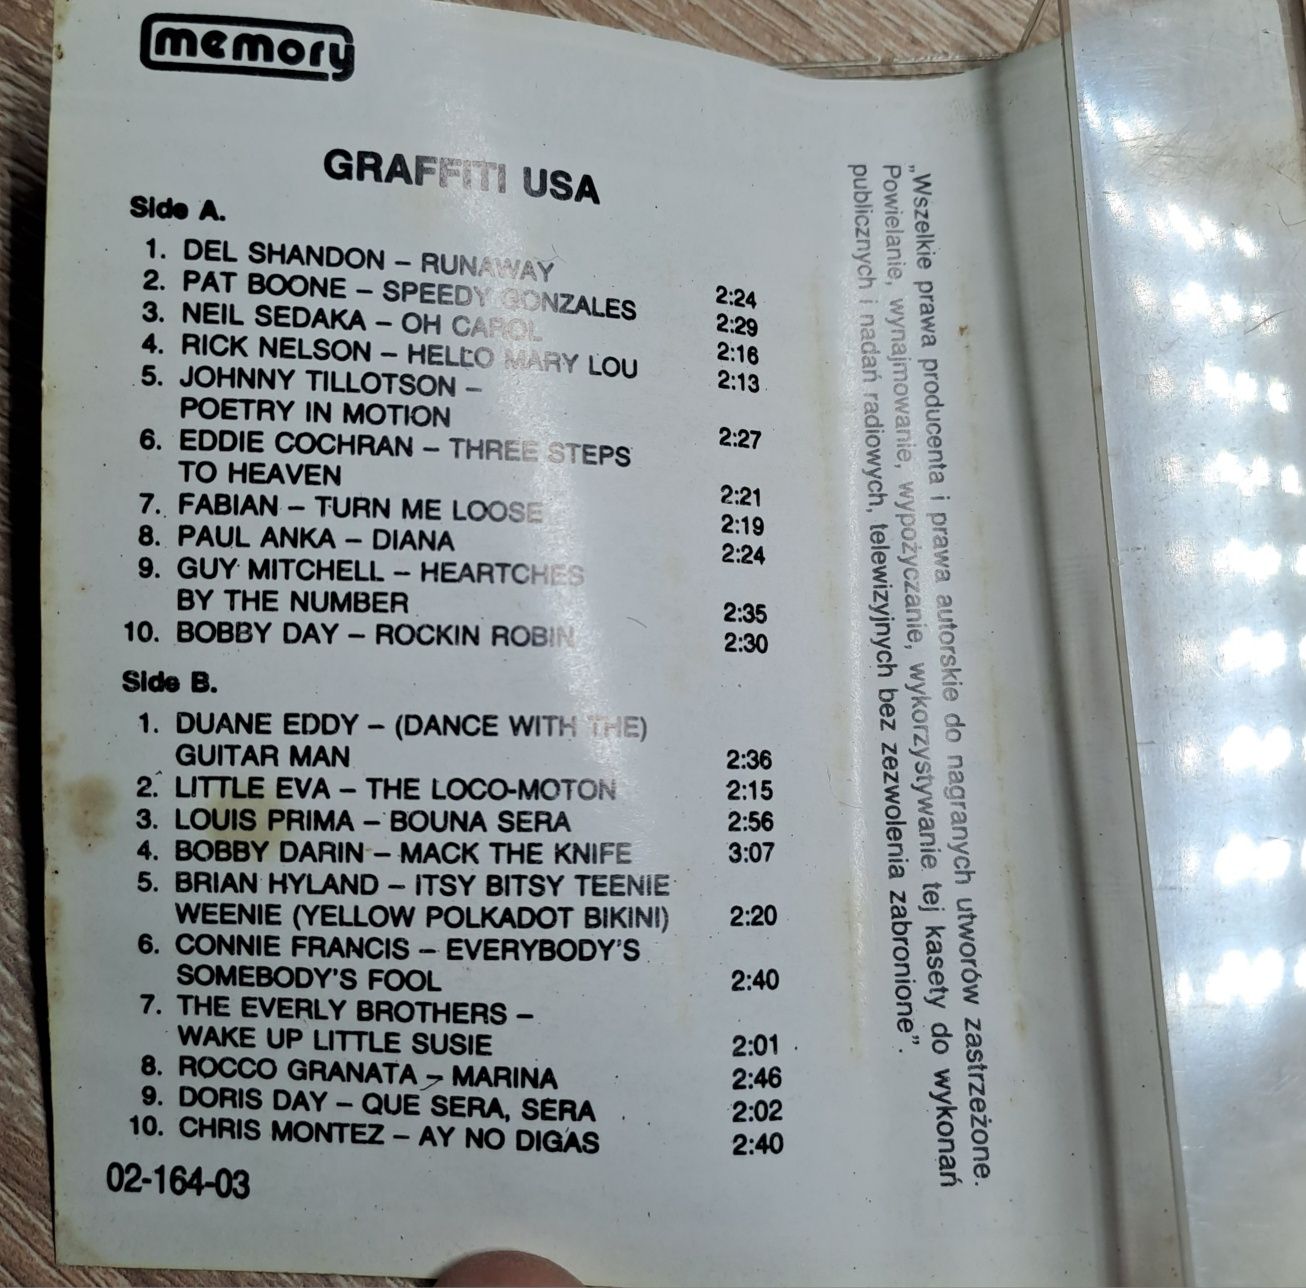 memory
GRAFFITI USA
Side A.
1. DEL SHANDON – RUNAWAY 2:24
2. PAT BOONE – SPEEDY GONZALES 2:29
3. NEIL SEDAKA – OH CAROL 2:16
4. RICK NELSON – HELLO MARY LOU 2:13
5. JOHNNY TILLOTSON –
POETRY IN MOTION 2:27
6. EDDIE COCHRAN – THREE STEPS
TO HEAVEN 2:21
7. FABIAN – TURN ME LOOSE 2:19
8. PAUL ANKA – DIANA 2:24
9. GUY MITCHELL – HEARTCHES
BY THE NUMBER 2:35
10. BOBBY DAY – ROCKIN ROBIN 2:30
Side B.
1. DUANE EDDY – (DANCE WITH THE)
GUITAR MAN 2:36
2. LITTLE EVA – THE LOCO-MOTON 2:15
3. LOUIS PRIMA – BOUNA SERA 2:56
4. BOBBY DARIN – MACK THE KNIFE 3:07
5. BRIAN HYLAND – ITSY BITSY TEENIE
WEENIE (YELLOW POLKADOT BIKINI) 2:20
6. CONNIE FRANCIS – EVERYBODY'S
SOMEBODY'S FOOL 2:40
7. THE EVERLY BROTHERS –
WAKE UP LITTLE SUSIE 2:01
8. ROCCO GRANATA – MARINA 2:46
9. DORIS DAY – QUE SERA, SERA 2:02
10. CHRIS MONTEZ – AY NO DIGAS 2:40
02-164-03
„Wszelkie prawa producenta i prawa autorskie do nagranych utworów zastrzeżone.
Powielanie, wynajmowanie, wypożyczanie, wykorzystywanie tej kasety do wykonań
publicznych i nadań radiowych, telewizyjnych bez zezwolenia zabronione”.